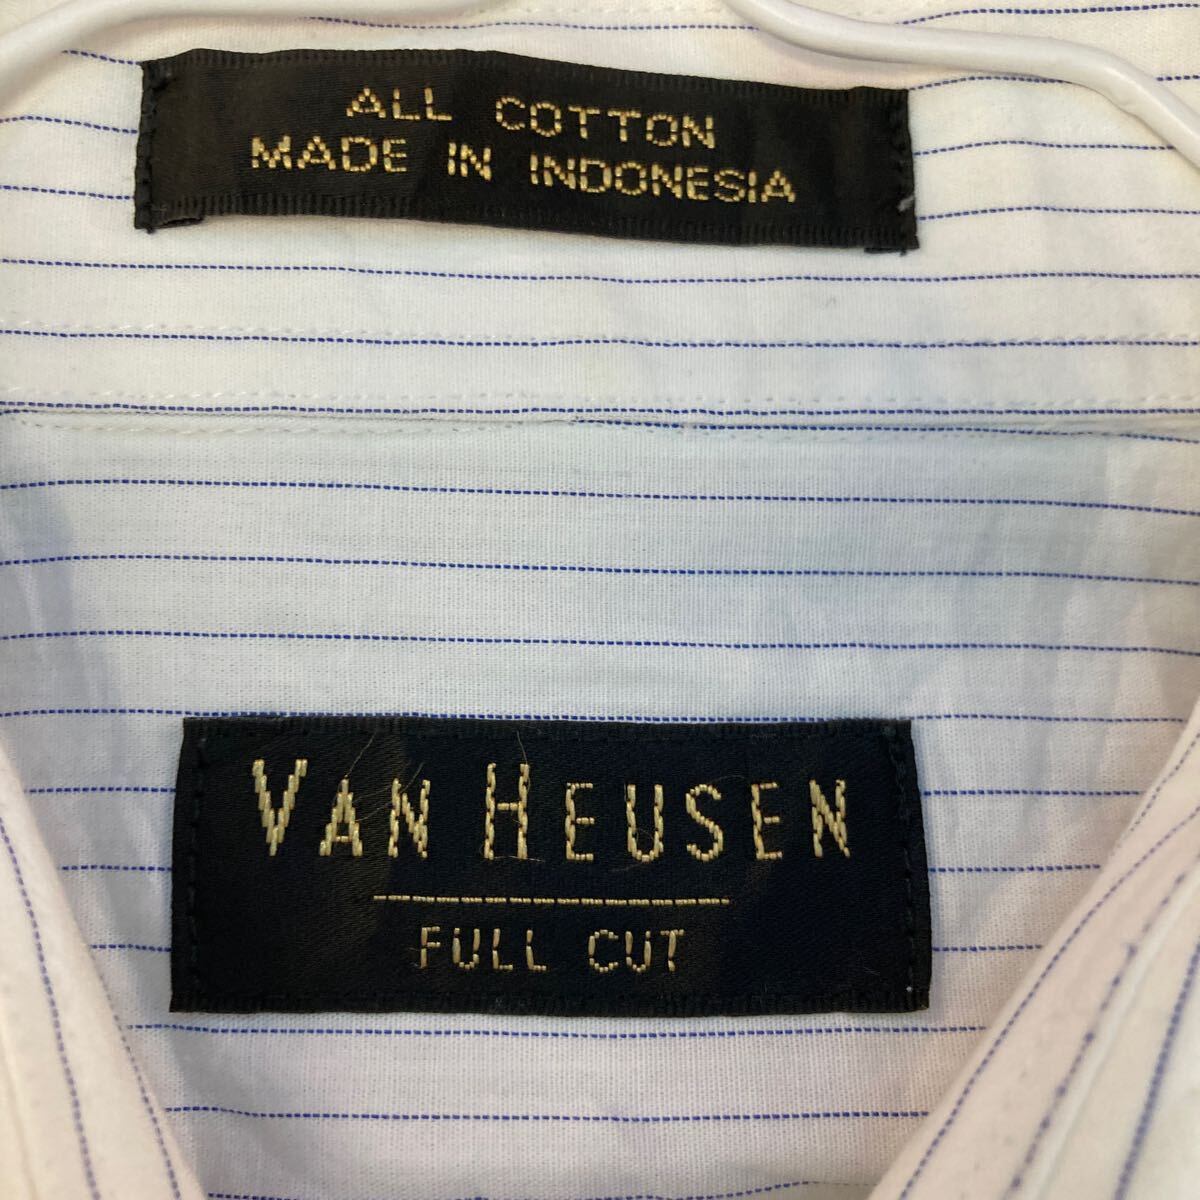 ALL COTTON
MADE IN INDONESIA
VAN HEUSEN
FULL CUT